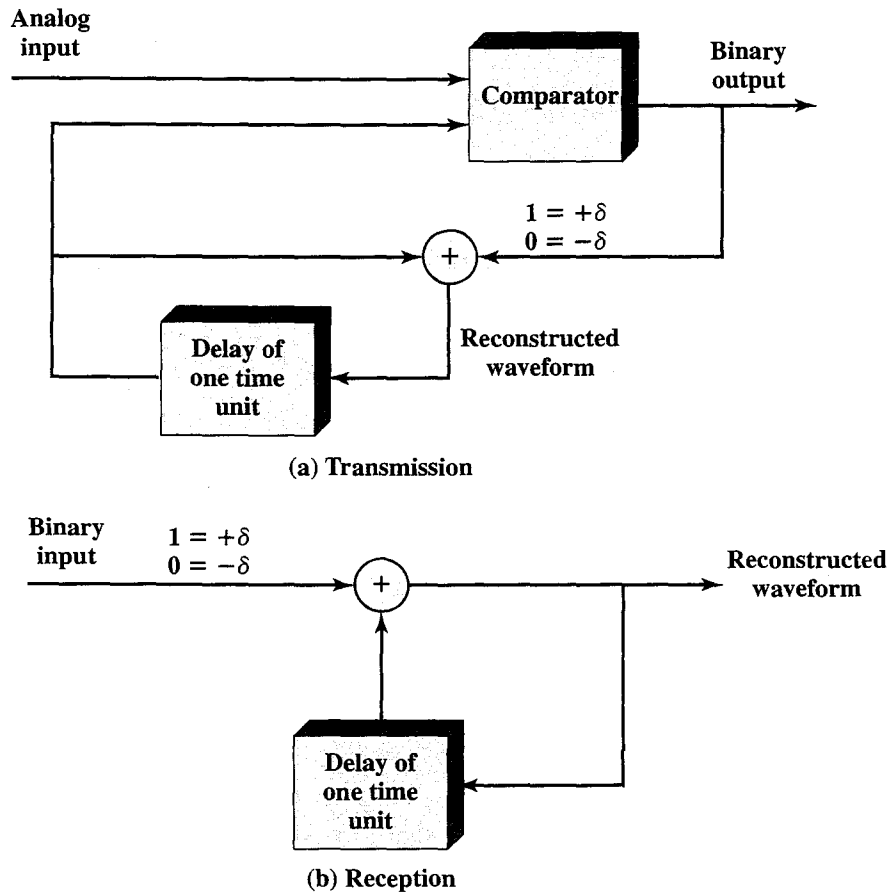 Analog
input
Comparator
Binary
output
1 = +δ
0 = −δ
+
Delay of
one time
unit
Reconstructed
waveform
(a) Transmission
Binary
input
1 = +δ
0 = −δ
+
Reconstructed
waveform
Delay of
one time
unit
(b) Reception